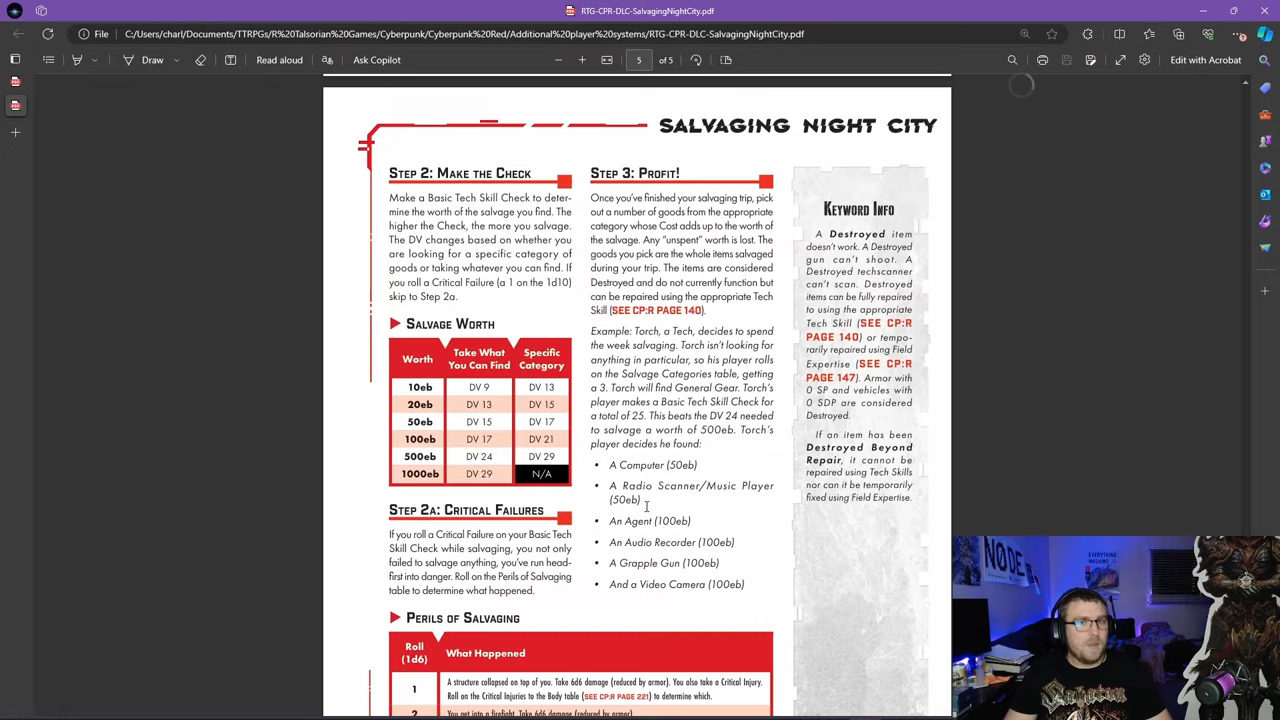 RTG-CPR-DLC-SalvagingNightCity.pdf
File
C:/Users/charl/Documents/TTRPGs/R%20Talsorian%20Games/Cyberpunk/Cyberpunk%20Red/Additional%20player%20systems/RTG-CPR-DLC-SalvagingNightCity.pdf
Draw
Read aloud
Ask Copilot
5
of 5
Edit with Acrobat
SALVAGING NIGHT CITY
STEP 2: MAKE THE CHECK
Make a Basic Tech Skill Check to deter-
mine the worth of the salvage you find. The
higher the Check, the more you salvage.
The DV changes based on whether you
are looking for a specific category of
goods or taking whatever you can find. If
you roll a Critical Failure (a 1 on the 1d10)
skip to Step 2a.
SALVAGE WORTH
Worth
Take What
You Can Find
Specific
Category
10eb DV 9 DV 13
20eb DV 13 DV 15
50eb DV 15 DV 17
100eb DV 17 DV 21
500eb DV 24 DV 29
1000eb DV 29 N/A
STEP 2A: CRITICAL FAILURES
If you roll a Critical Failure on your Basic Tech
Skill Check while salvaging, you not only
failed to salvage anything, you've run head-
first into danger. Roll on the Perils of Salvaging
table to determine what happened.
PERILS OF SALVAGING
Roll
(1d6)
What Happened
1
A structure collapsed on top of you. Take 6d6 damage (reduced by armor). You also take a Critical Injury.
Roll on the Critical Injuries to the Body table (SEE CP:R PAGE 221) to determine which.
2
You get into a firefight. Take 6d6 damage (reduced by armor).
STEP 3: PROFIT!
Once you've finished your salvaging trip, pick
out a number of goods from the appropriate
category whose Cost adds up to the worth of
the salvage. Any "unspent" worth is lost. The
goods you pick are the whole items salvaged
during your trip. The items are considered
Destroyed and do not currently function but
can be repaired using the appropriate Tech
Skill (SEE CP:R PAGE 140).
Example: Torch, a Tech, decides to spend
the week salvaging. Torch isn't looking for
anything in particular, so his player rolls
on the Salvage Categories table, getting
a 3. Torch will find General Gear. Torch's
player makes a Basic Tech Skill Check for
a total of 25. This beats the DV 24 needed
to salvage a worth of 500eb. Torch's
player decides he found:
• A Computer (50eb)
• A Radio Scanner/Music Player
(50eb)
• An Agent (100eb)
• An Audio Recorder (100eb)
• A Grapple Gun (100eb)
• And a Video Camera (100eb)
KEYWORD INFO
A Destroyed item
doesn't work. A Destroyed
gun can't shoot. A
Destroyed techscanner
can't scan. Destroyed
items can be fully repaired
to using the appropriate
Tech Skill (SEE CP:R
PAGE 140) or tempo-
rarily repaired using Field
Expertise (SEE CP:R
PAGE 147). Armor with
0 SP and vehicles with
0 SDP are considered
Destroyed.
If an item has been
Destroyed Beyond
Repair, it cannot be
repaired using Tech Skills
nor can it be temporarily
fixed using Field Expertise.
NODE
EVERYTHING